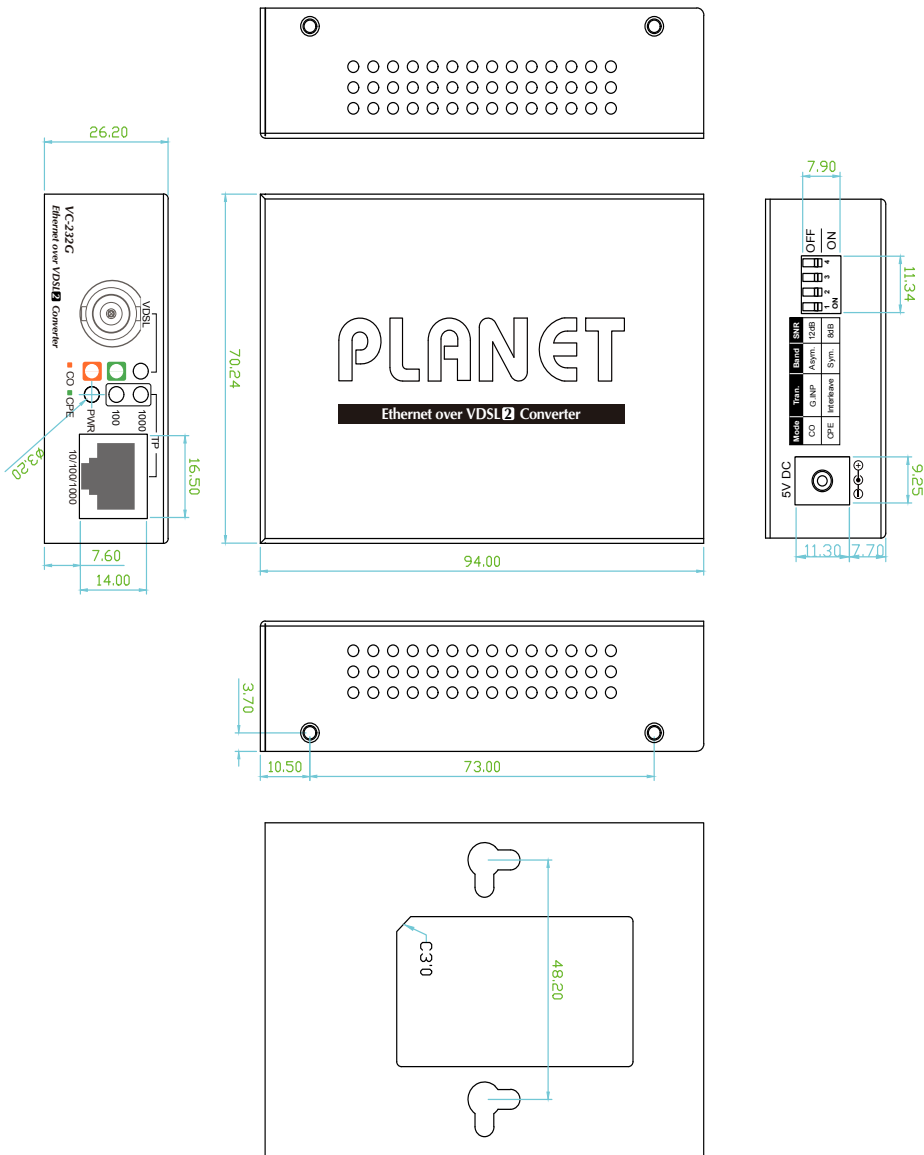 26.20
VC-232G
Ethernet over VDSL2 Converter
VDSL
CO CPE
PWR
100
1000
TP
10/100/1000
ø3.20
16.50
7.60
14.00
70.24
PLANET
Ethernet over VDSL2 Converter
94.00
7.90
OFF
ON
1 2 3 4
ON
11.34
Mode Tran. Band SNR
CO G.INP Asym. 12dB
CPE Interleave Sym. 8dB
5V DC
9.25
11.30
7.70
3.70
10.50
73.00
C3'0
48.20